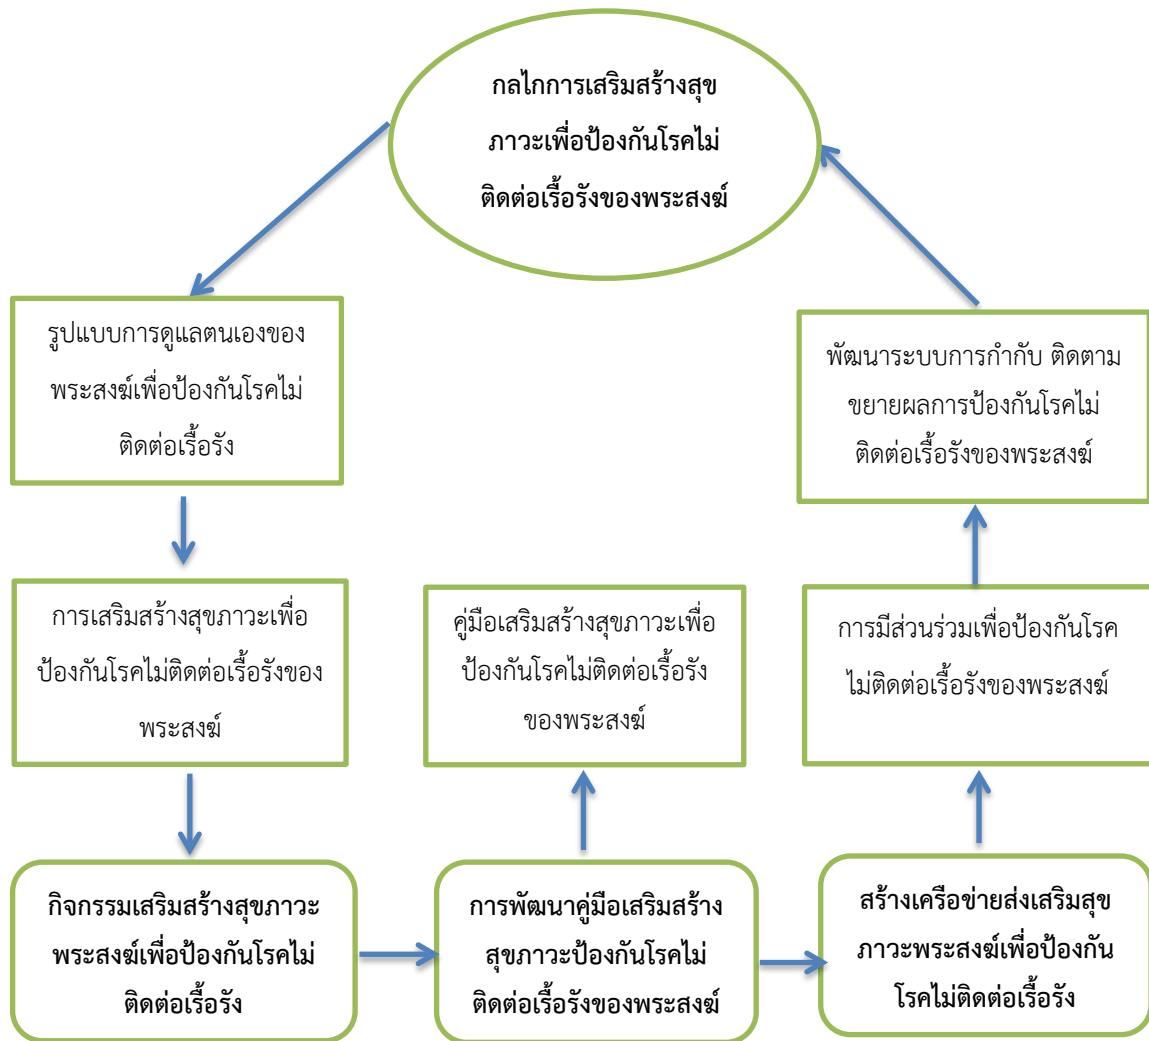 กลไกการเสริมสร้างสุข
ภาวะเพื่อป้องกันโรคไม่
ติดต่อเรื้อรังของพระสงฆ์
รูปแบบการดูแลตนเองของ
พระสงฆ์เพื่อป้องกันโรคไม่
ติดต่อเรื้อรัง
พัฒนาระบบการกำกับ ติดตาม
ขยายผลการป้องกันโรคไม่
ติดต่อเรื้อรังของพระสงฆ์
การเสริมสร้างสุขภาวะเพื่อ
ป้องกันโรคไม่ติดต่อเรื้อรังของ
พระสงฆ์
คู่มือเสริมสร้างสุขภาวะเพื่อ
ป้องกันโรคไม่ติดต่อเรื้อรัง
ของพระสงฆ์
การมีส่วนร่วมเพื่อป้องกันโรค
ไม่ติดต่อเรื้อรังของพระสงฆ์
กิจกรรมเสริมสร้างสุขภาวะ
พระสงฆ์เพื่อป้องกันโรคไม่
ติดต่อเรื้อรัง
การพัฒนาคู่มือเสริมสร้าง
สุขภาวะป้องกันโรคไม่
ติดต่อเรื้อรังของพระสงฆ์
สร้างเครือข่ายส่งเสริมสุข
ภาวะพระสงฆ์เพื่อป้องกัน
โรคไม่ติดต่อเรื้อรัง